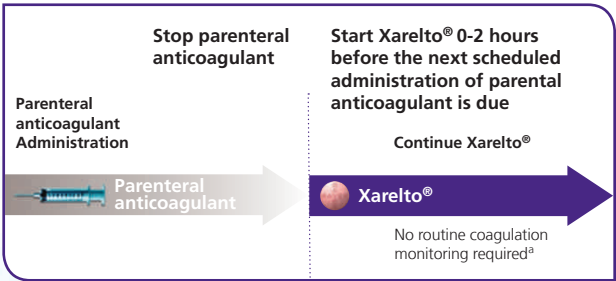 Stop parenteral
anticoagulant
Start Xarelto® 0-2 hours
before the next scheduled
administration of parental
anticoagulant is due
Parenteral
anticoagulant
Administration
Continue Xarelto®
Parenteral
anticoagulant
Xarelto®
No routine coagulation
monitoring requiredᵃ